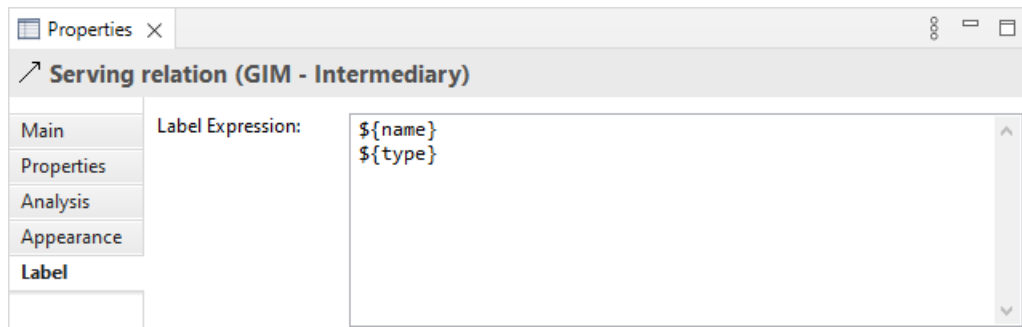 Properties
Serving relation (GIM - Intermediary)
Main
Label Expression:
${name}
${type}
Properties
Analysis
Appearance
Label